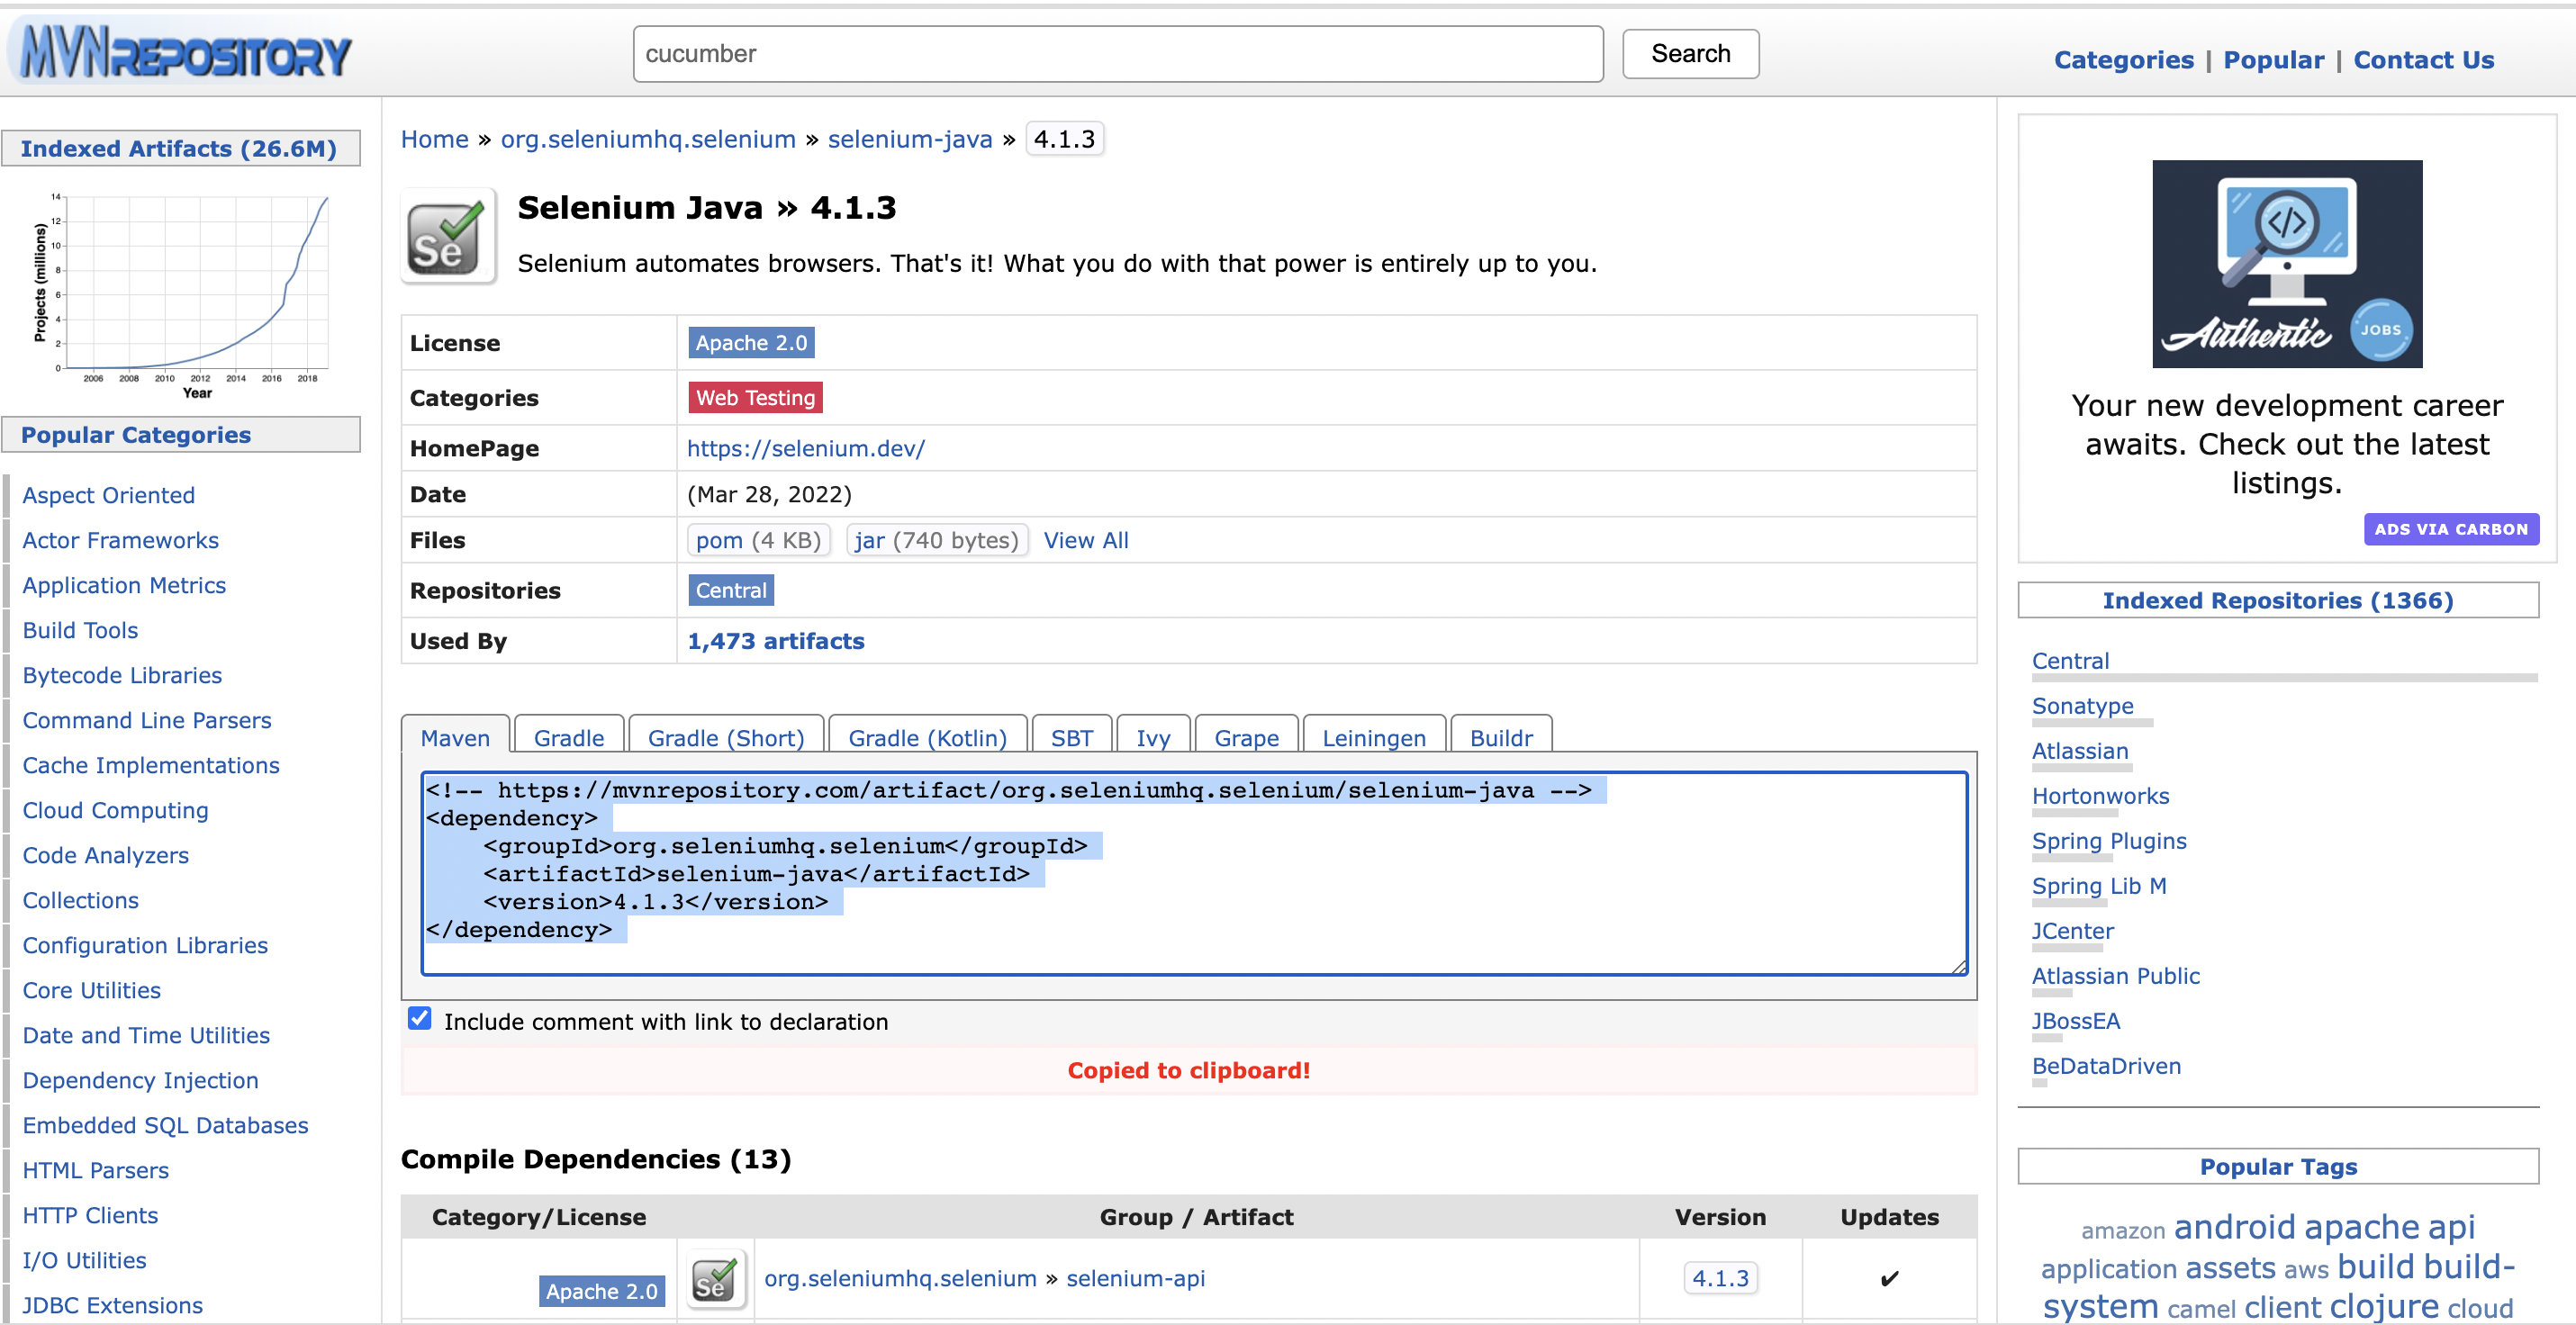 MVNREPOSITORY
cucumber
Search
Categories | Popular | Contact Us
Indexed Artifacts (26.6M)
Projects (millions)
14
12
10
8
6
4
2
0
2006 2008 2010 2012 2014 2016 2018
Year
Popular Categories
Aspect Oriented
Actor Frameworks
Application Metrics
Build Tools
Bytecode Libraries
Command Line Parsers
Cache Implementations
Cloud Computing
Code Analyzers
Collections
Configuration Libraries
Core Utilities
Date and Time Utilities
Dependency Injection
Embedded SQL Databases
HTML Parsers
HTTP Clients
I/O Utilities
JDBC Extensions
Home » org.seleniumhq.selenium » selenium-java » 4.1.3
Se
Selenium Java » 4.1.3
Selenium automates browsers. That's it! What you do with that power is entirely up to you.
License Apache 2.0
Categories Web Testing
HomePage https://selenium.dev/
Date (Mar 28, 2022)
Files pom (4 KB) jar (740 bytes) View All
Repositories Central
Used By 1,473 artifacts
Maven Gradle Gradle (Short) Gradle (Kotlin) SBT Ivy Grape Leiningen Buildr
<!-- https://mvnrepository.com/artifact/org.seleniumhq.selenium/selenium-java -->
<dependency>
    <groupId>org.seleniumhq.selenium</groupId>
    <artifactId>selenium-java</artifactId>
    <version>4.1.3</version>
</dependency>
Include comment with link to declaration
Copied to clipboard!
Compile Dependencies (13)
Category/License Group / Artifact Version Updates
Apache 2.0 Se org.seleniumhq.selenium » selenium-api 4.1.3 ✔
</>
Authentic JOBS
Your new development career
awaits. Check out the latest
listings.
ADS VIA CARBON
Indexed Repositories (1366)
Central
Sonatype
Atlassian
Hortonworks
Spring Plugins
Spring Lib M
JCenter
Atlassian Public
JBossEA
BeDataDriven
Popular Tags
amazon android apache api
application assets aws build build-
system camel client clojure cloud